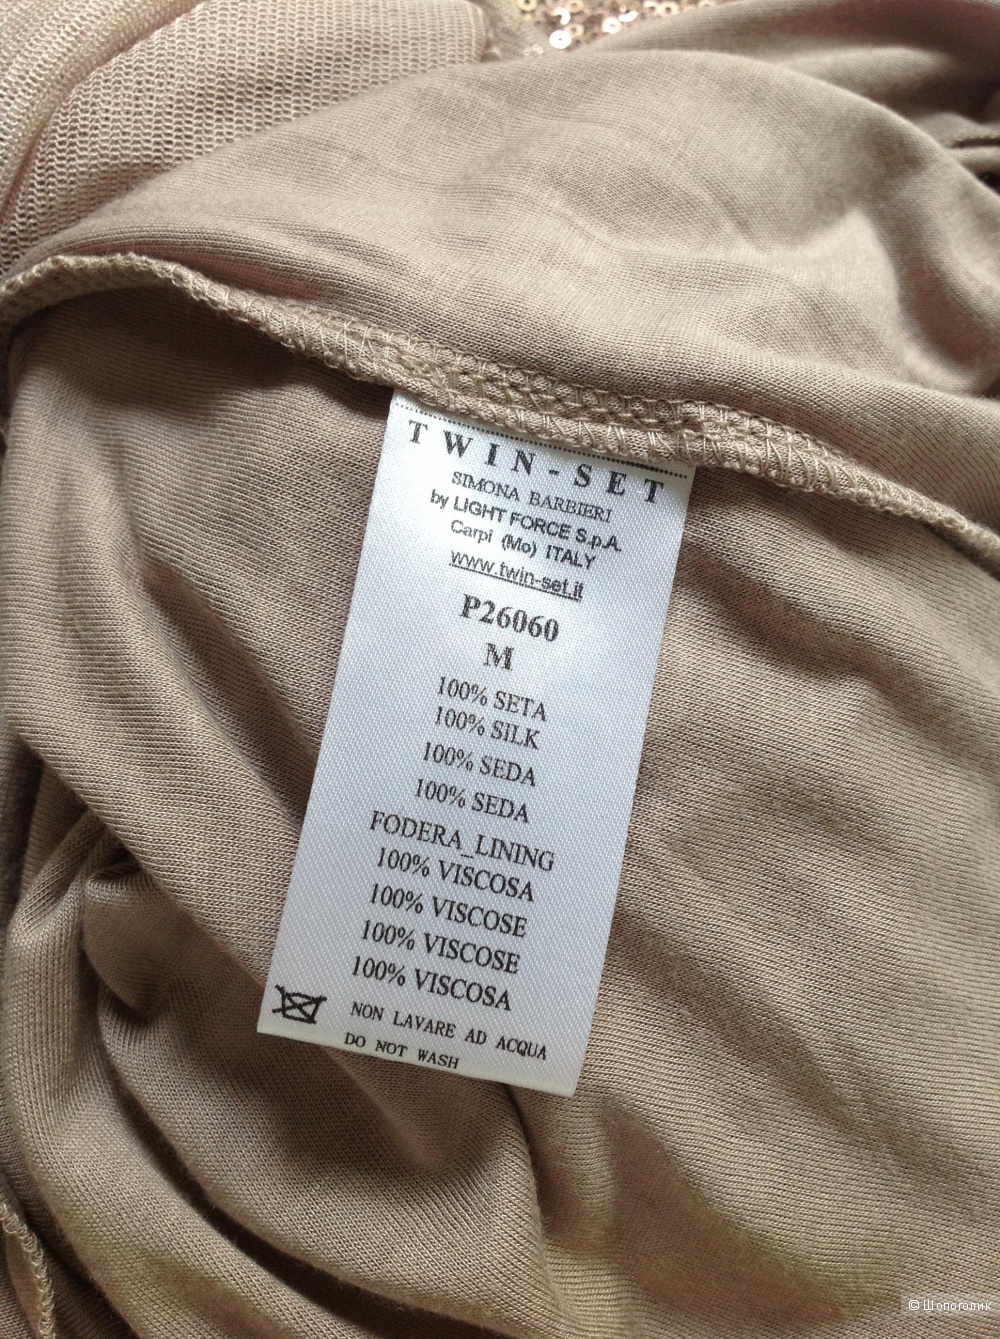 TWIN-SET
SIMONA BARBIERI
by LIGHT FORCE S.p.A.
Carpi (Mo) ITALY
www.twin-set.it
P26060
M
100% SETA
100% SILK
100% SEDA
100% SEDA
FODERA_LINING
100% VISCOSA
100% VISCOSE
100% VISCOSE
100% VISCOSA
NON LAVARE AD ACQUA
DO NOT WASH
© Шопоголик